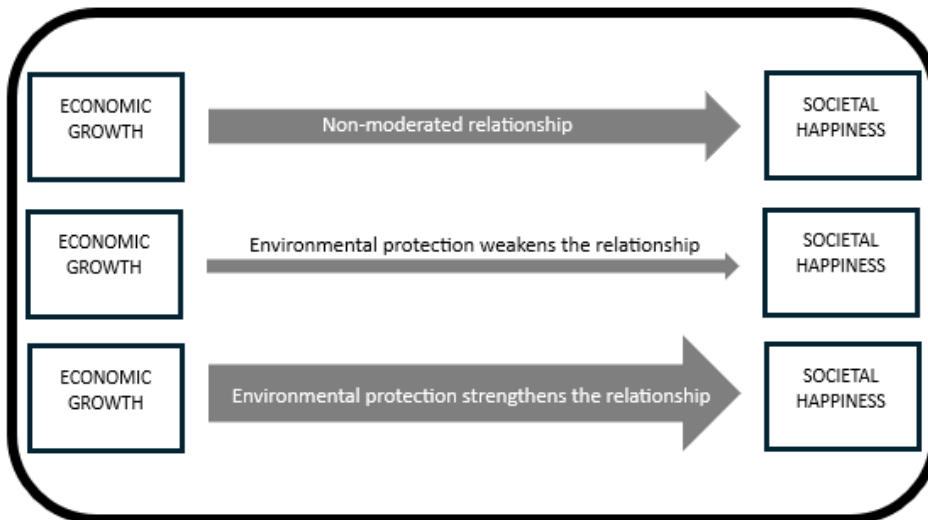 ECONOMIC
GROWTH
Non-moderated relationship
SOCIETAL
HAPPINESS
ECONOMIC
GROWTH
Environmental protection weakens the relationship
SOCIETAL
HAPPINESS
ECONOMIC
GROWTH
Environmental protection strengthens the relationship
SOCIETAL
HAPPINESS